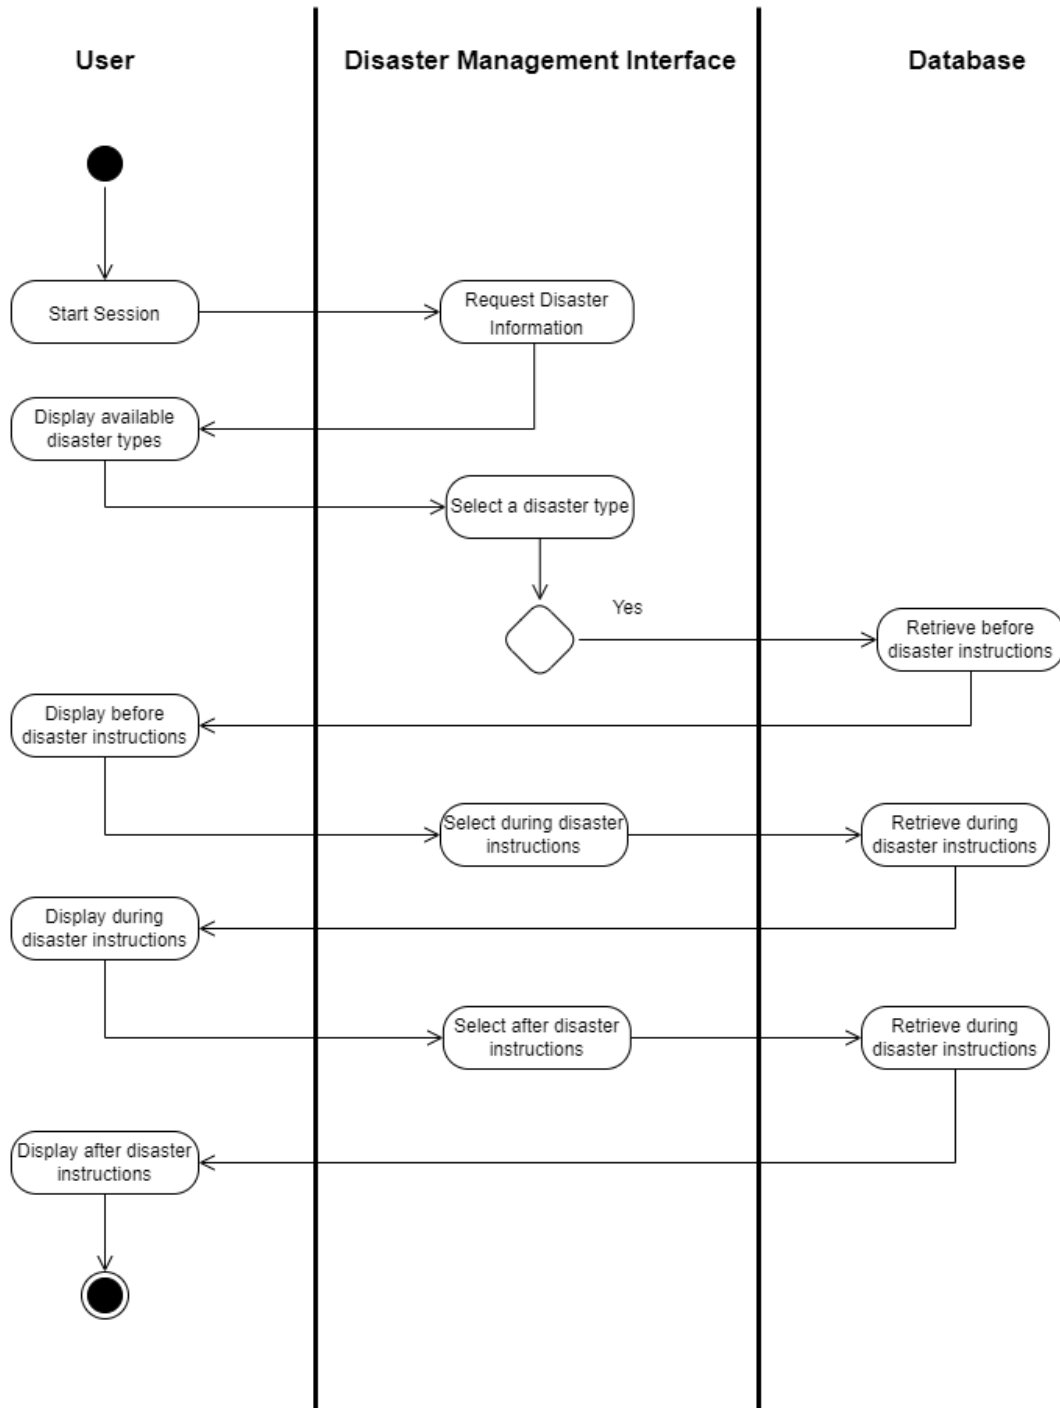 User
Disaster Management Interface
Database
Start Session
Request Disaster
Information
Display available
disaster types
Select a disaster type
Yes
Retrieve before
disaster instructions
Display before
disaster instructions
Select during disaster
instructions
Retrieve during
disaster instructions
Display during
disaster instructions
Select after disaster
instructions
Retrieve during
disaster instructions
Display after disaster
instructions